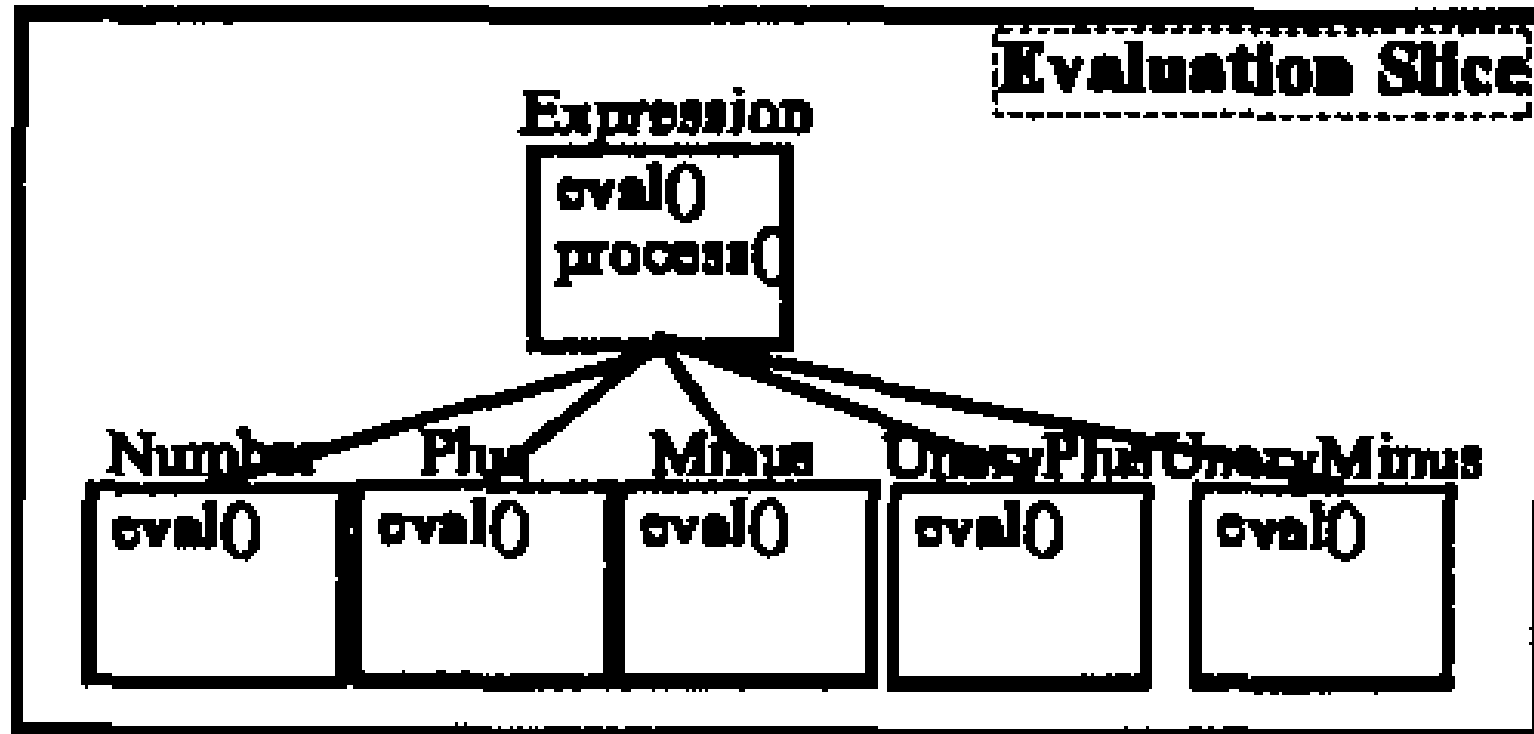 Evaluation Slice
Expression
eval()
process()
Number Plus Minus UnaryPlus UnaryMinus
eval() eval() eval() eval() eval()